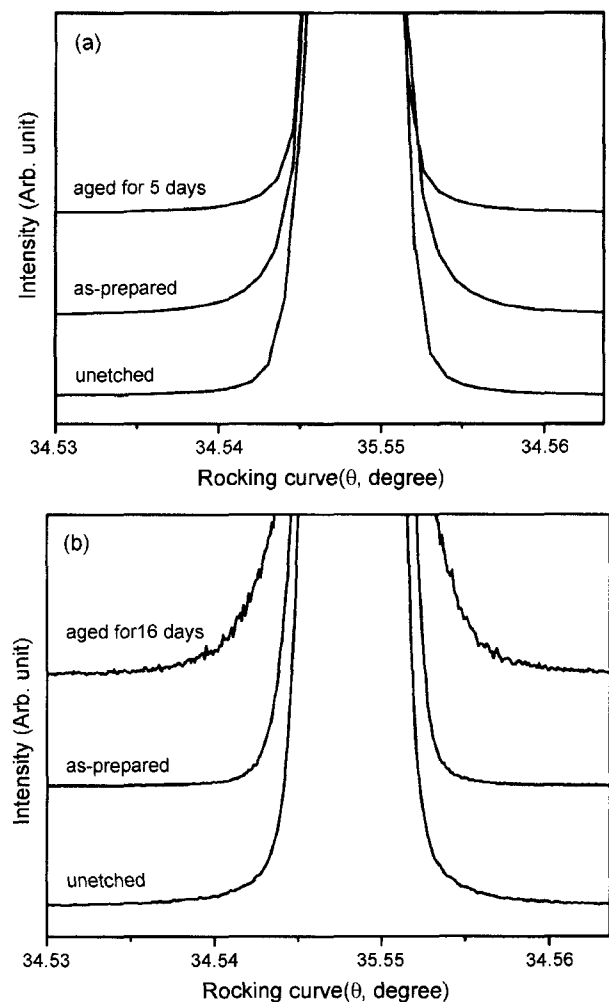 (a)
Intensity (Arb. unit)
aged for 5 days
as-prepared
unetched
34.53 34.54 35.55 34.56
Rocking curve(θ, degree)
(b)
Intensity (Arb. unit)
aged for16 days
as-prepared
unetched
34.53 34.54 35.55 34.56
Rocking curve(θ, degree)